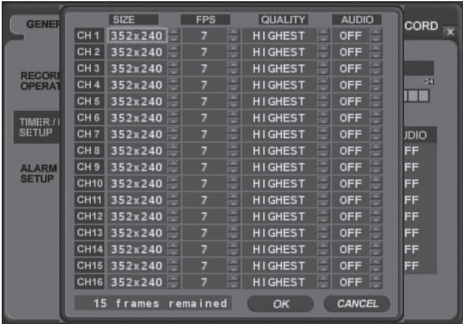 GENER
CORD
x
SIZE FPS QUALITY AUDIO
CH 1 352x240 7 HIGHEST OFF
CH 2 352x240 7 HIGHEST OFF
CH 3 352x240 7 HIGHEST OFF
CH 4 352x240 7 HIGHEST OFF
CH 5 352x240 7 HIGHEST OFF
CH 6 352x240 7 HIGHEST OFF
CH 7 352x240 7 HIGHEST OFF
CH 8 352x240 7 HIGHEST OFF
CH 9 352x240 7 HIGHEST OFF
CH10 352x240 7 HIGHEST OFF
CH11 352x240 7 HIGHEST OFF
CH12 352x240 7 HIGHEST OFF
CH13 352x240 7 HIGHEST OFF
CH14 352x240 7 HIGHEST OFF
CH15 352x240 7 HIGHEST OFF
CH16 352x240 7 HIGHEST OFF
15 frames remained OK CANCEL
RECORI
OPERAT
TIMER /
SETUP
ALARM
SETUP
UDIO
FF
FF
FF
FF
FF
FF
FF
FF